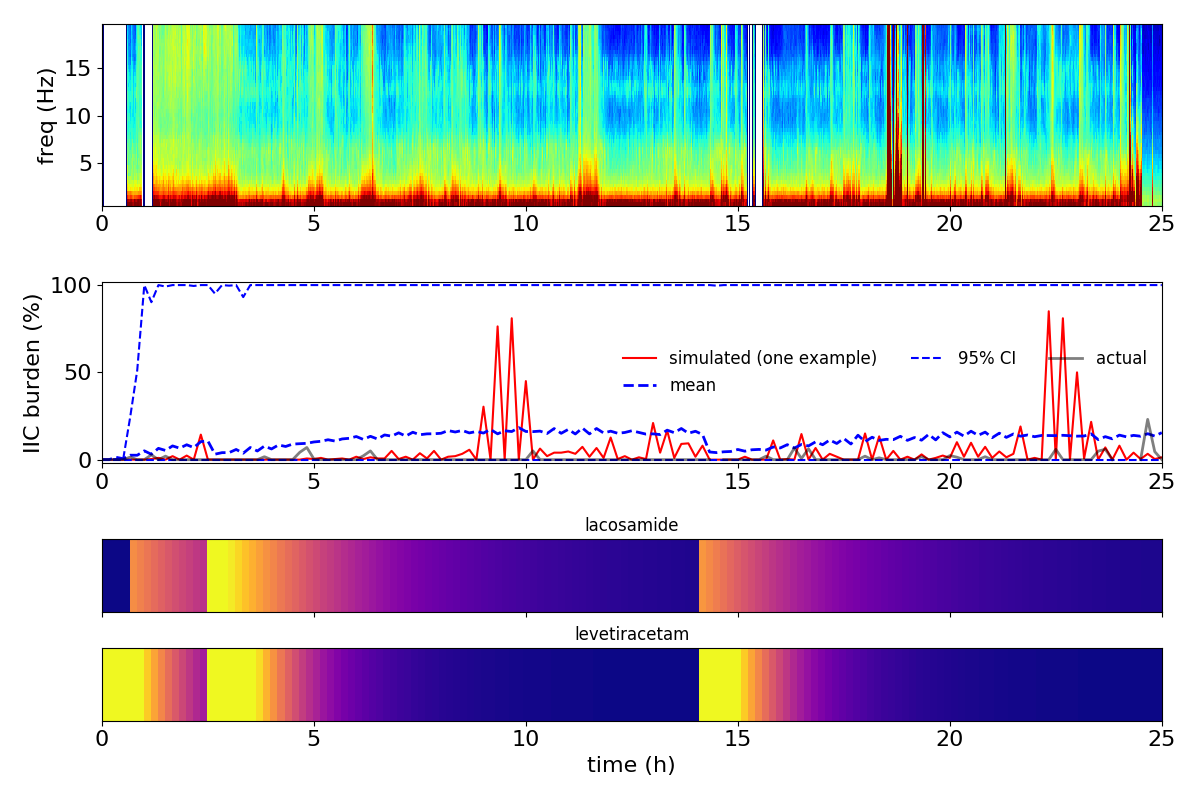 freq (Hz)
15
10
5
0 5 10 15 20 25
IIC burden (%)
100
50
0
simulated (one example) 95% CI actual
mean
0 5 10 15 20 25
lacosamide
levetiracetam
0 5 10 15 20 25
time (h)